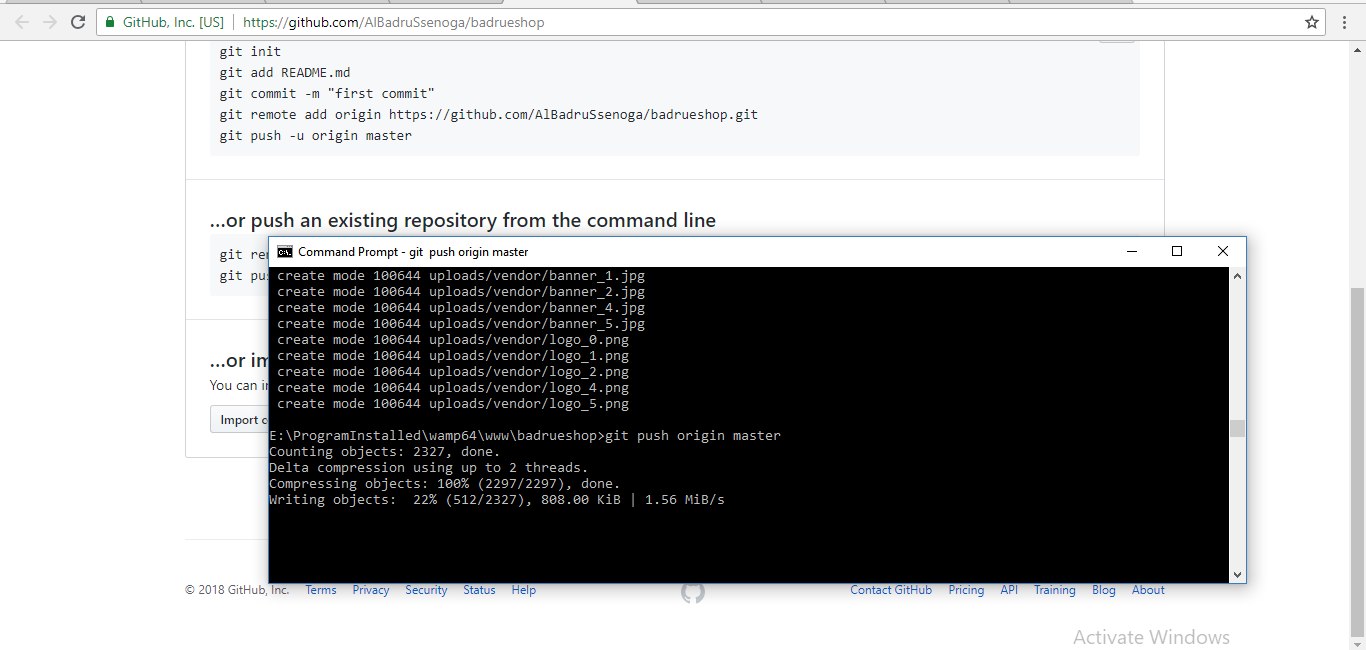 GitHub, Inc. [US] https://github.com/AlBadruSsenoga/badrueshop
git init
git add README.md
git commit -m "first commit"
git remote add origin https://github.com/AlBadruSsenoga/badrueshop.git
git push -u origin master
...or push an existing repository from the command line
git re
git pu
...or im
You can i
Import c
Command Prompt - git  push origin master
create mode 100644 uploads/vendor/banner_1.jpg
create mode 100644 uploads/vendor/banner_2.jpg
create mode 100644 uploads/vendor/banner_4.jpg
create mode 100644 uploads/vendor/banner_5.jpg
create mode 100644 uploads/vendor/logo_0.png
create mode 100644 uploads/vendor/logo_1.png
create mode 100644 uploads/vendor/logo_2.png
create mode 100644 uploads/vendor/logo_4.png
create mode 100644 uploads/vendor/logo_5.png
E:\ProgramInstalled\wamp64\www\badrueshop>git push origin master
Counting objects: 2327, done.
Delta compression using up to 2 threads.
Compressing objects: 100% (2297/2297), done.
Writing objects:  22% (512/2327), 808.00 KiB | 1.56 MiB/s
© 2018 GitHub, Inc. Terms Privacy Security Status Help Contact GitHub Pricing API Training Blog About
Activate Windows